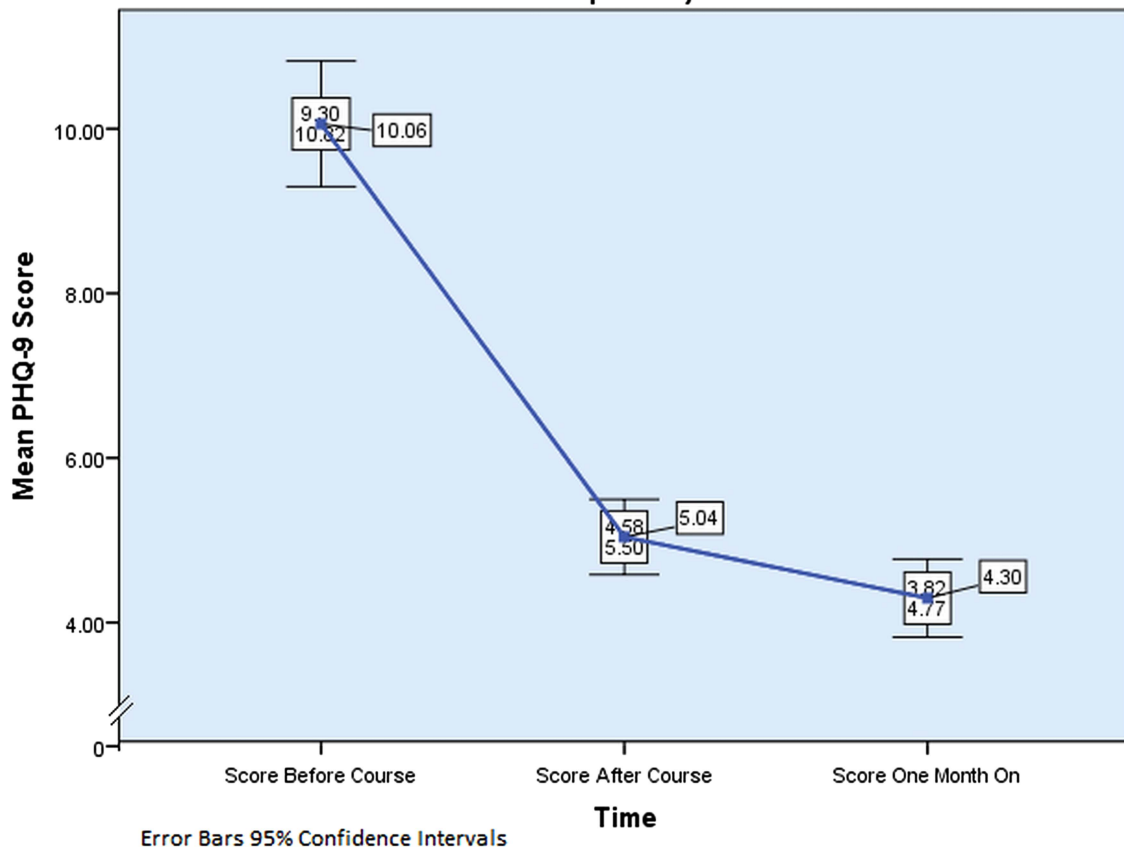 9.30
10.82
10.06
10.00
8.00
Mean PHQ-9 Score
6.00
5.04
4.58
5.50
4.30
3.82
4.77
4.00
0
Score Before Course
Score After Course
Score One Month On
Time
Error Bars 95% Confidence Intervals